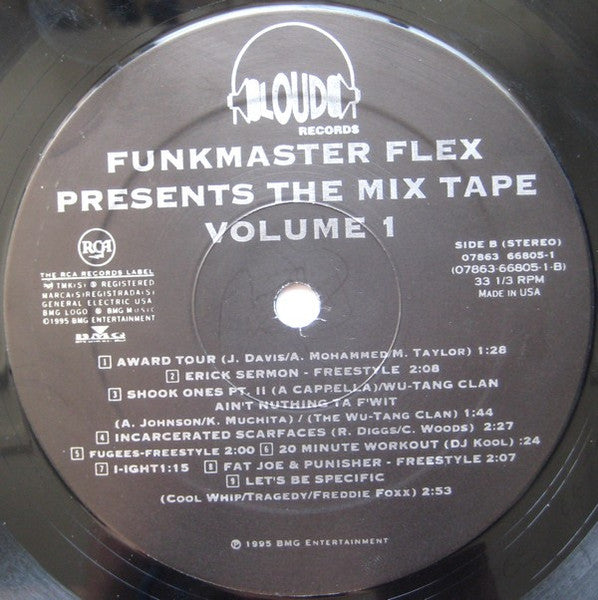 LOUD
RECORDS
FUNKMASTER FLEX
PRESENTS THE MIX TAPE
VOLUME 1
RCA
THE RCA RECORDS LABEL
TMK(S) ® REGISTERED
MARCA(S) REGISTRADA(S)
GENERAL ELECTRIC USA
BMG LOGO ® BMG MUSIC
©1995 BMG ENTERTAINMENT
BMG
SIDE B (STEREO)
07863 66805-1
(07863-66805-1-B)
33 1/3 RPM
MADE IN USA
1 AWARD TOUR (J. DAVIS/A. MOHAMMED/M. TAYLOR) 1:28
2 ERICK SERMON - FREESTYLE 2:08
3 SHOOK ONES PT. II (A CAPPELLA)/WU-TANG CLAN
AIN'T NUTHING TA F'WIT
(A. JOHNSON/K. MUCHITA) / (THE WU-TANG CLAN) 1:44
4 INCARCERATED SCARFACES (R. DIGGS/C. WOODS) 2:27
5 FUGEES-FREESTYLE 2:00 6 20 MINUTE WORKOUT (DJ KOOL) :24
7 I-IGHT 1:15 8 FAT JOE & PUNISHER - FREESTYLE 2:07
9 LET'S BE SPECIFIC
(COOL WHIP/TRAGEDY/FREDDIE FOXX) 2:53
℗ 1995 BMG ENTERTAINMENT